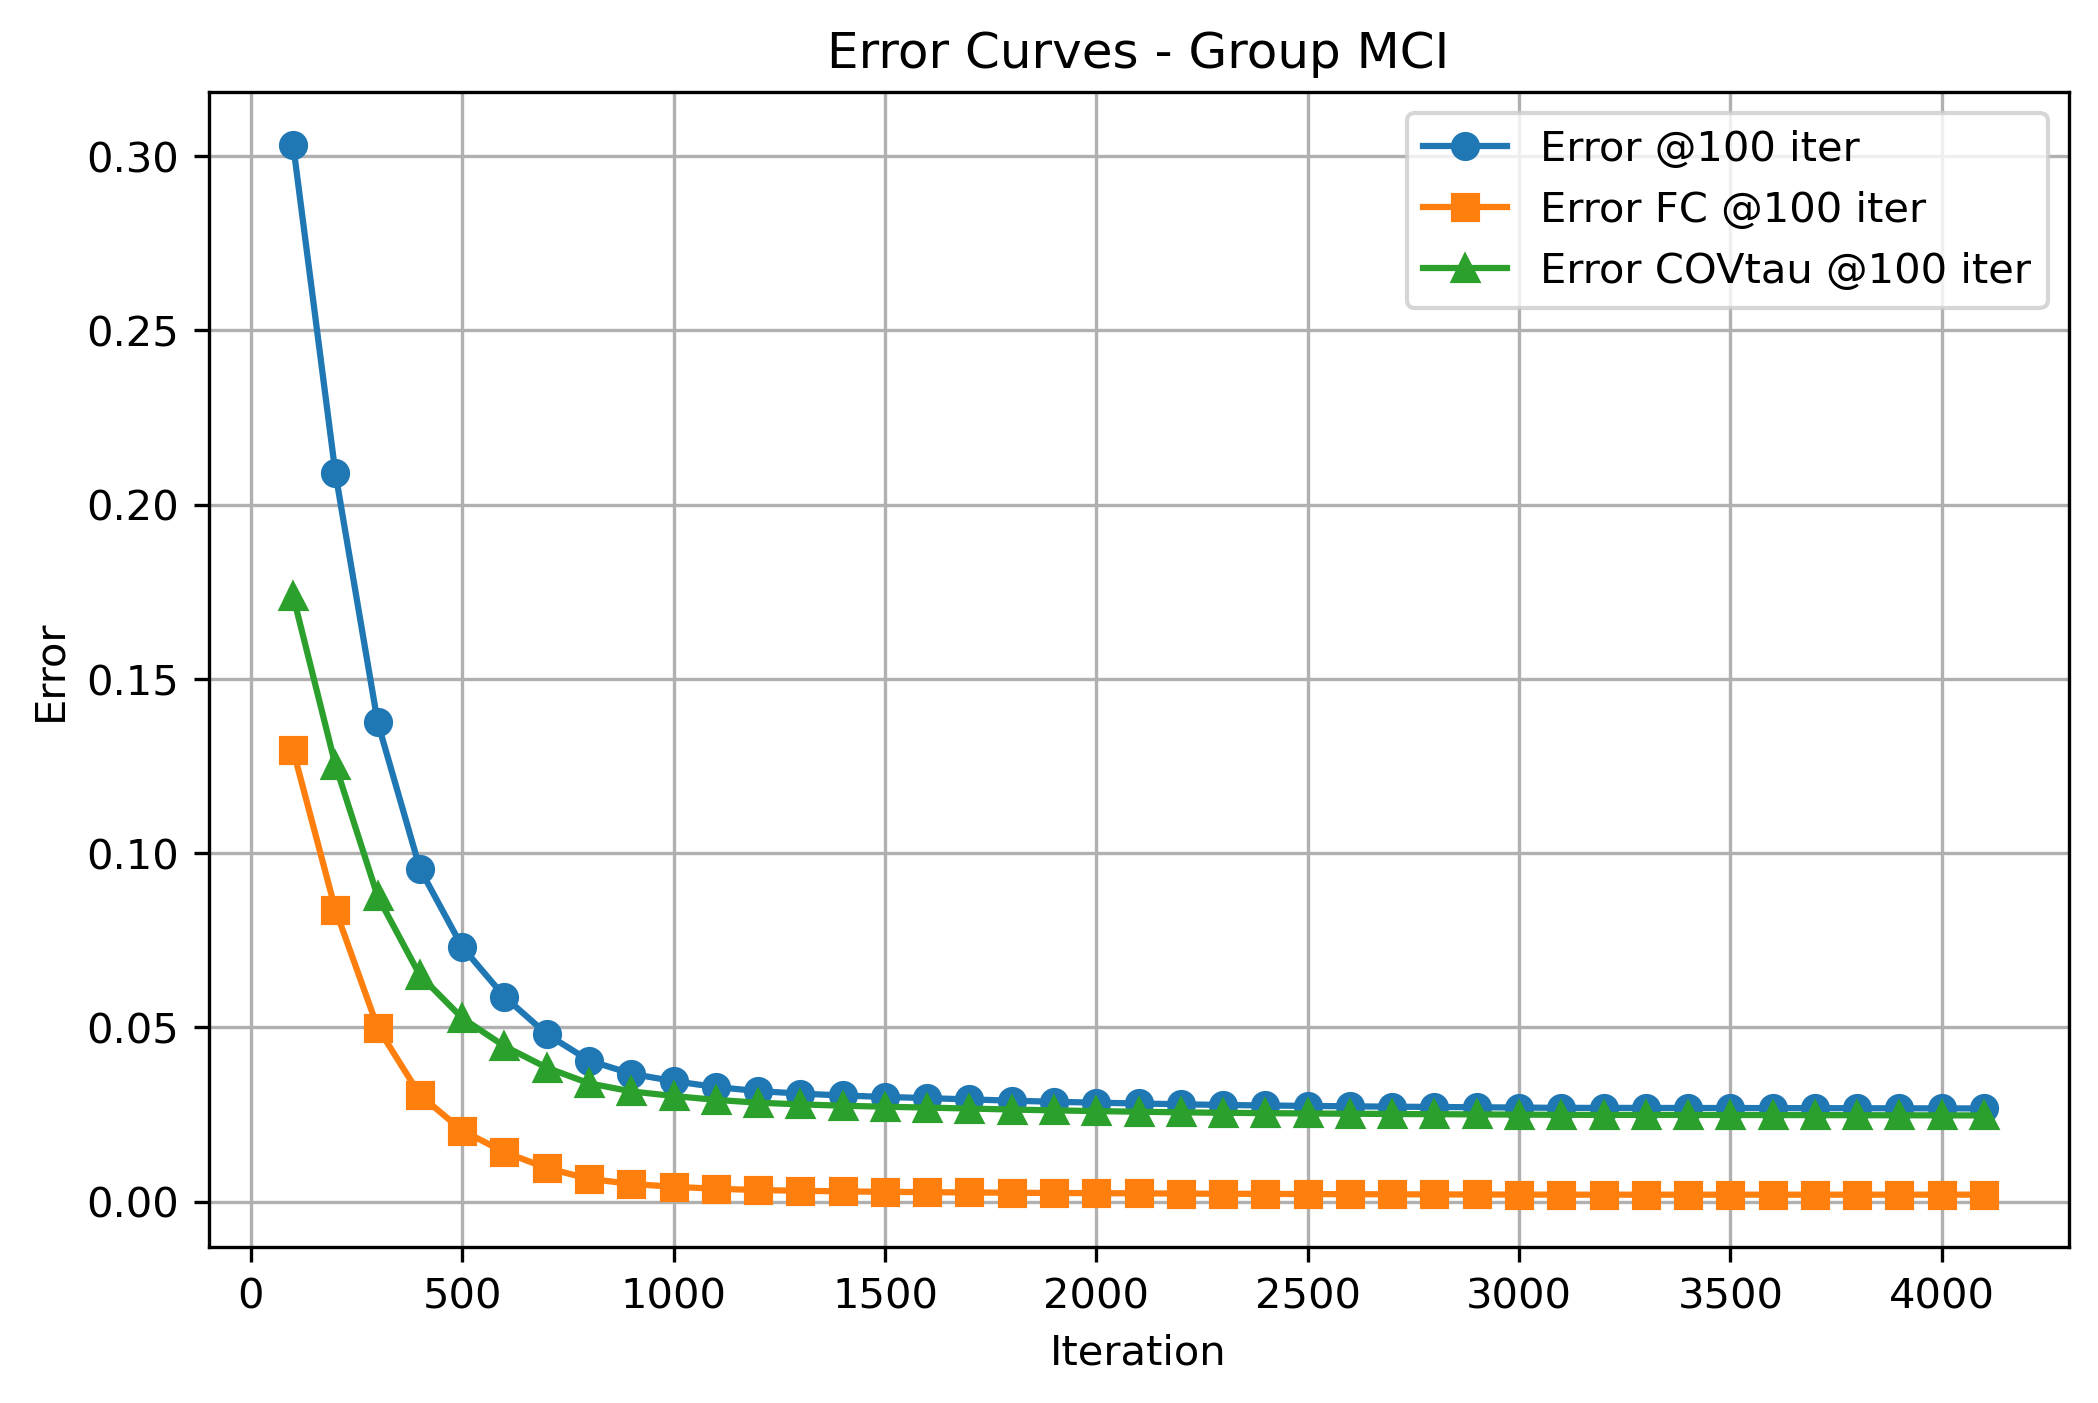 Error Curves - Group MCI
Error @100 iter
Error FC @100 iter
Error COVtau @100 iter
0.30
0.25
0.20
0.15
0.10
0.05
0.00
Error
0 500 1000 1500 2000 2500 3000 3500 4000
Iteration